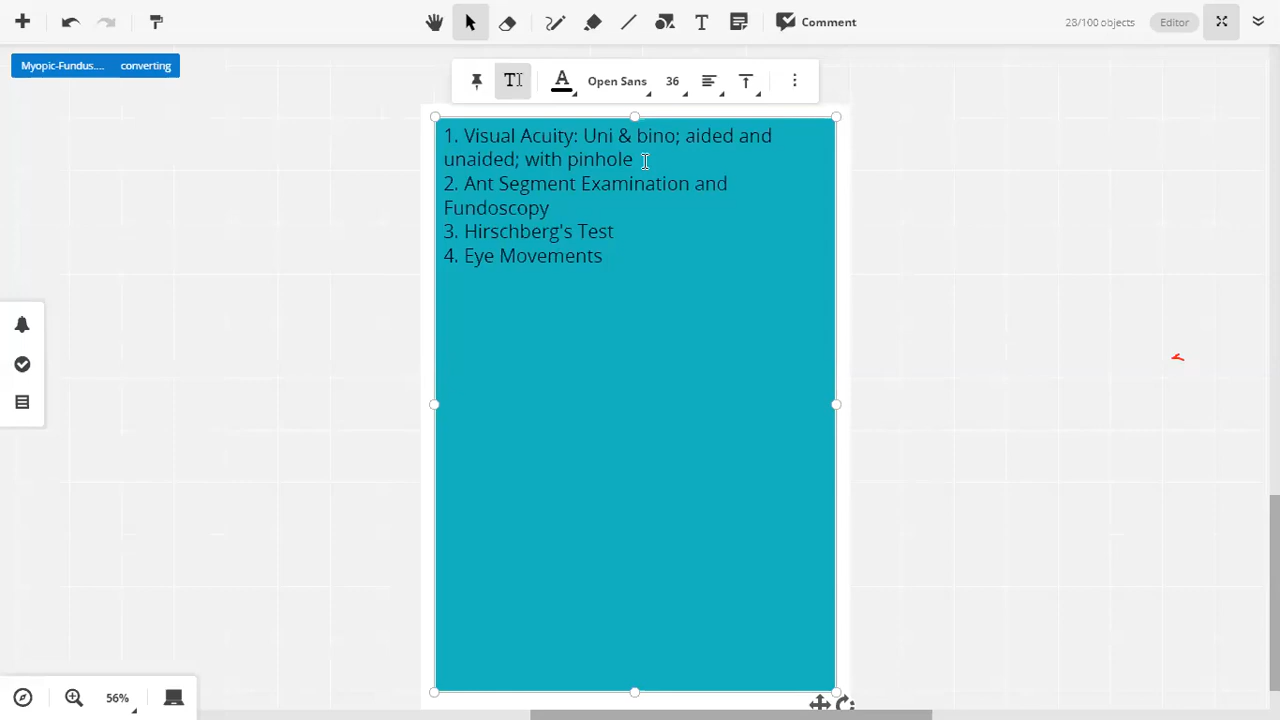 Comment
28/100 objects
Editor
Myopic-Fundus.... converting
Open Sans 36
1. Visual Acuity: Uni & bino; aided and
unaided; with pinhole
2. Ant Segment Examination and
Fundoscopy
3. Hirschberg's Test
4. Eye Movements
56%